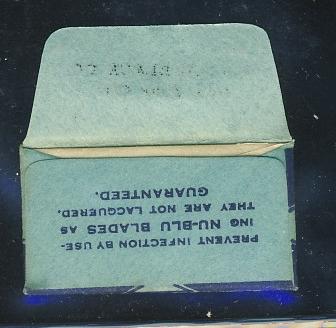 PREVENT INFECTION BY USE-
ING NU-BLU BLADES AS
THEY ARE NOT LACQUERED.
GUARANTEED.